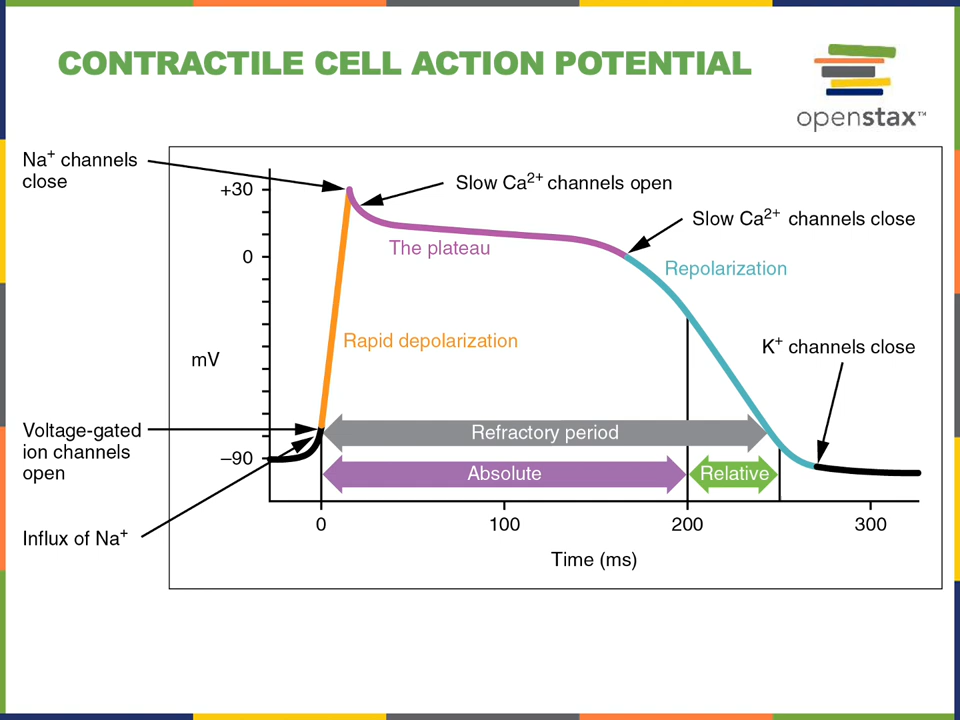 CONTRACTILE CELL ACTION POTENTIAL
openstax™
Na⁺ channels
close
+30
Slow Ca²⁺ channels open
Slow Ca²⁺ channels close
0
The plateau
Repolarization
Rapid depolarization
K⁺ channels close
mV
Voltage-gated
ion channels
open
Refractory period
–90
Absolute
Relative
Influx of Na⁺
0
100
200
300
Time (ms)